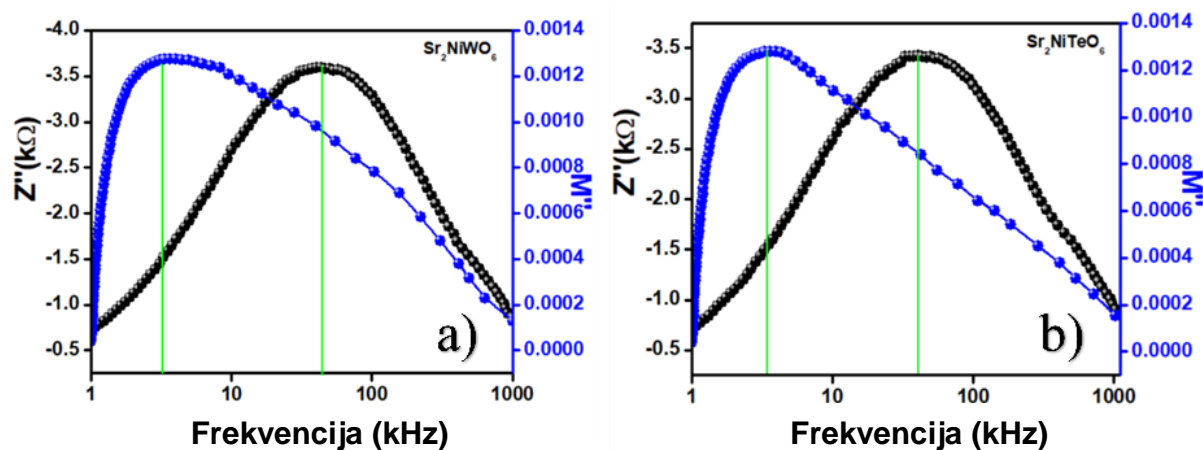 -4.0
-3.5
-3.0
-2.5
-2.0
-1.5
-1.0
-0.5
Z''(kΩ)
Sr₂NiWO₆
a)
0.0014
0.0012
0.0010
0.0008
0.0006
0.0004
0.0002
0.0000
M''
1 10 100 1000
Frekvencija (kHz)
-3.5
-3.0
-2.5
-2.0
-1.5
-1.0
-0.5
Z''(kΩ)
Sr₂NiTeO₆
b)
0.0014
0.0012
0.0010
0.0008
0.0006
0.0004
0.0002
0.0000
M''
1 10 100 1000
Frekvencija (kHz)